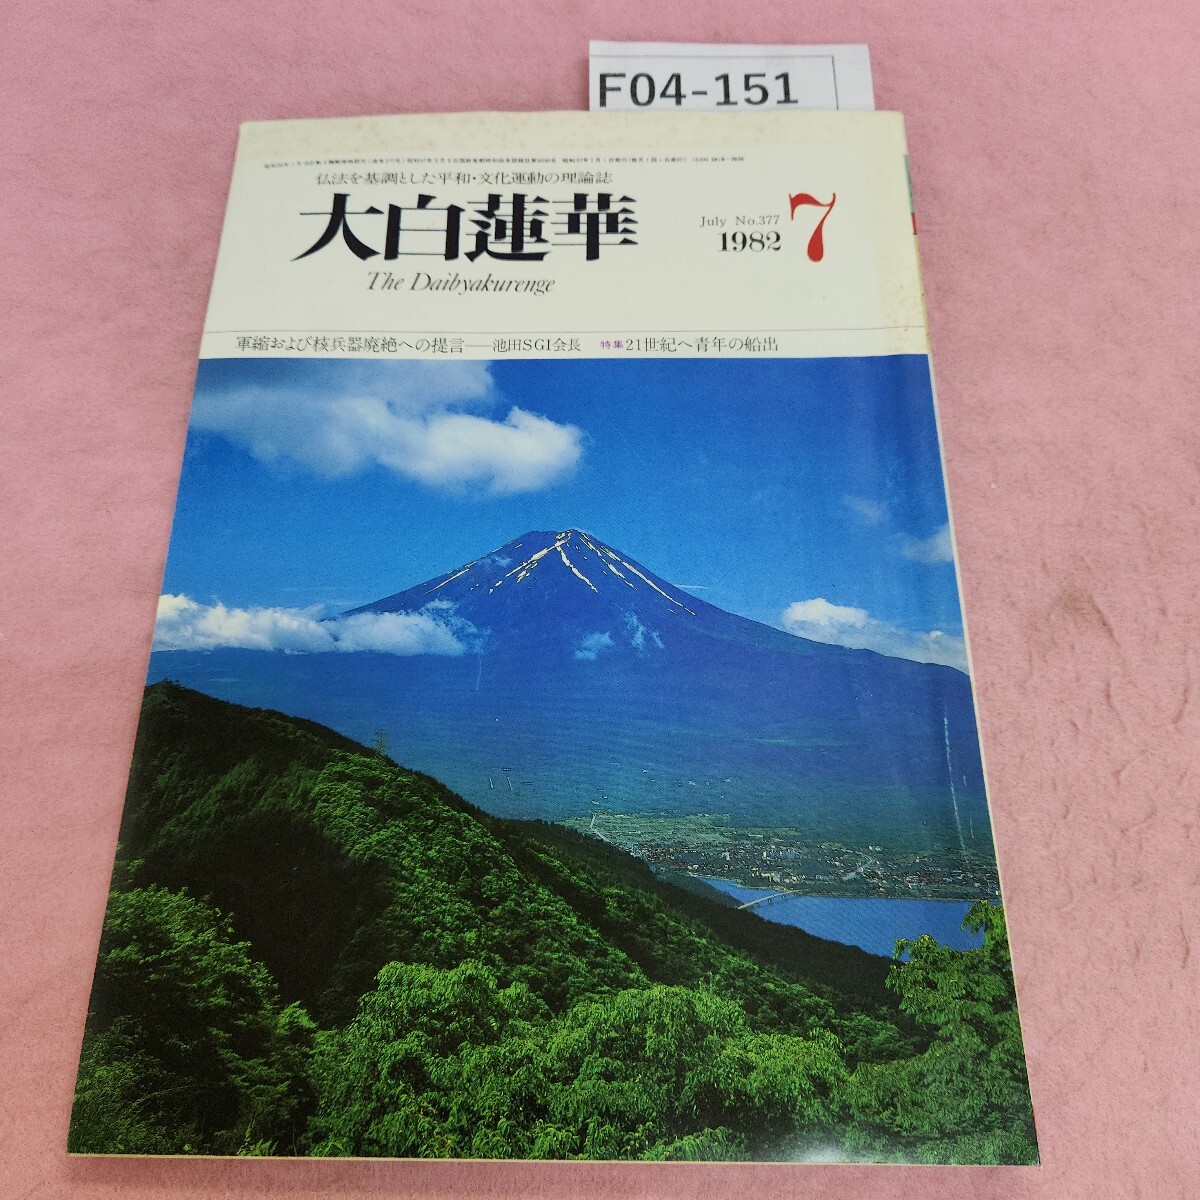 F04-151
仏法を基調とした平和・文化運動の理論誌
大白蓮華
The Daibyakurenge
July No.377
1982
7
軍縮および核兵器廃絶への提言——池田SGI会長 特集 21世紀へ青年の船出